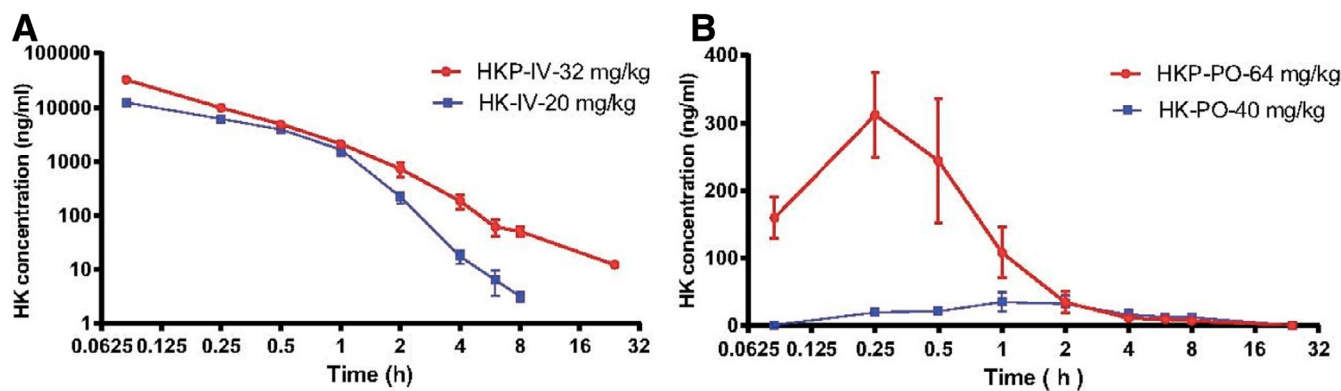 A
HK concentration (ng/ml)
100000
10000
1000
100
10
1
0.0625 0.125 0.25 0.5 1 2 4 8 16 32
Time (h)
HKP-IV-32 mg/kg
HK-IV-20 mg/kg
B
HK concentration (ng/ml)
400
300
200
100
0
0.0625 0.125 0.25 0.5 1 2 4 8 16 32
Time ( h )
HKP-PO-64 mg/kg
HK-PO-40 mg/kg